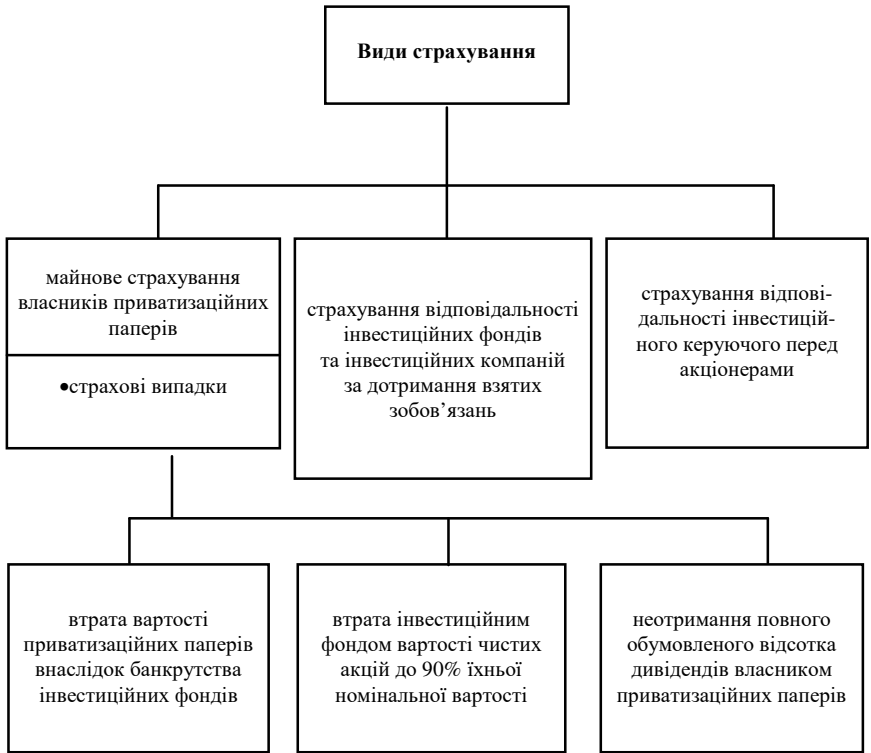 Види страхування
майнове страхування
власників приватизаційних
паперів
•страхові випадки
страхування відповідальності
інвестиційних фондів
та інвестиційних компаній
за дотримання взятих
зобов’язань
страхування відпові-
дальності інвестицій-
ного керуючого перед
акціонерами
втрата вартості
приватизаційних паперів
внаслідок банкрутства
інвестиційних фондів
втрата інвестиційним
фондом вартості чистих
акцій до 90% їхньої
номінальної вартості
неотримання повного
обумовленого відсотка
дивідендів власником
приватизаційних паперів